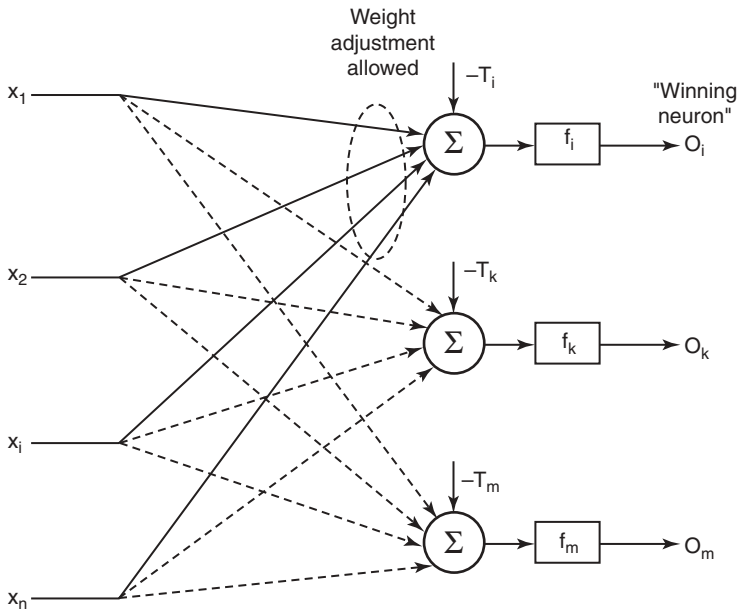 Weight
adjustment
allowed
–Tᵢ
"Winning
neuron"
x₁
Σ
fᵢ
Oᵢ
x₂
–Tₖ
Σ
fₖ
Oₖ
xᵢ
–Tₘ
Σ
fₘ
Oₘ
xₙ